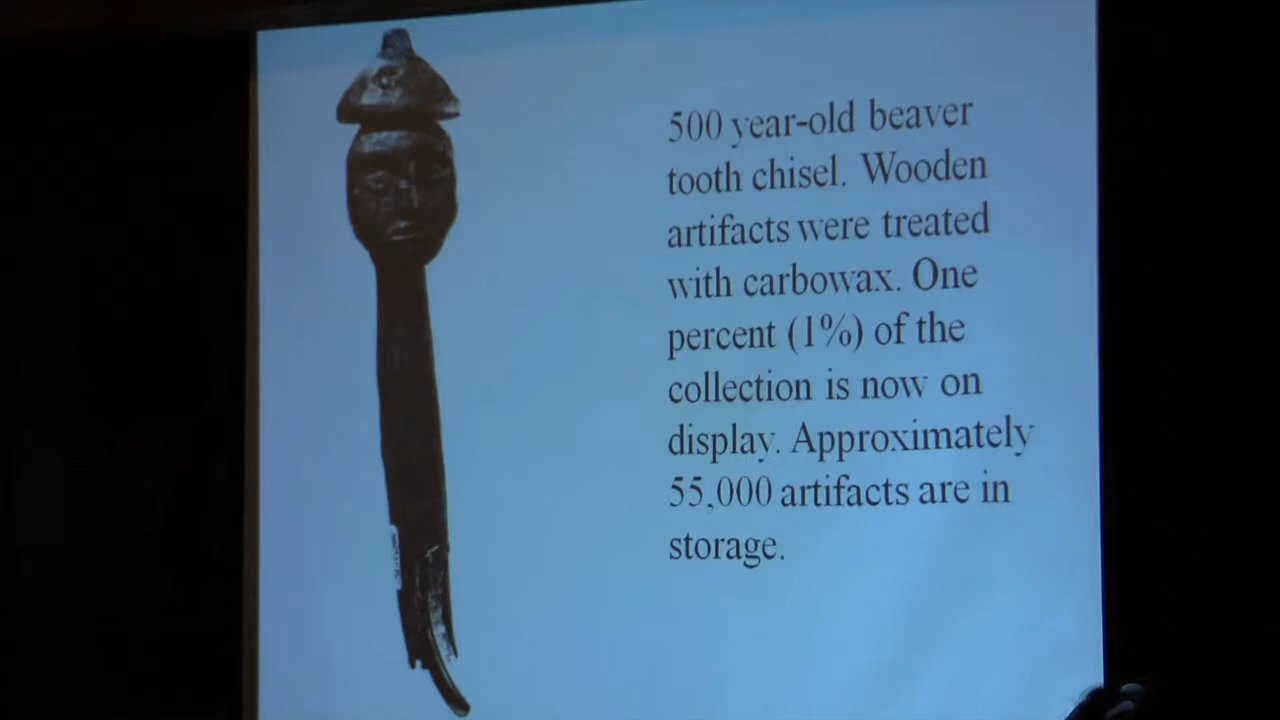 500 year-old beaver
tooth chisel. Wooden
artifacts were treated
with carbowax. One
percent (1%) of the
collection is now on
display. Approximately
55,000 artifacts are in
storage.